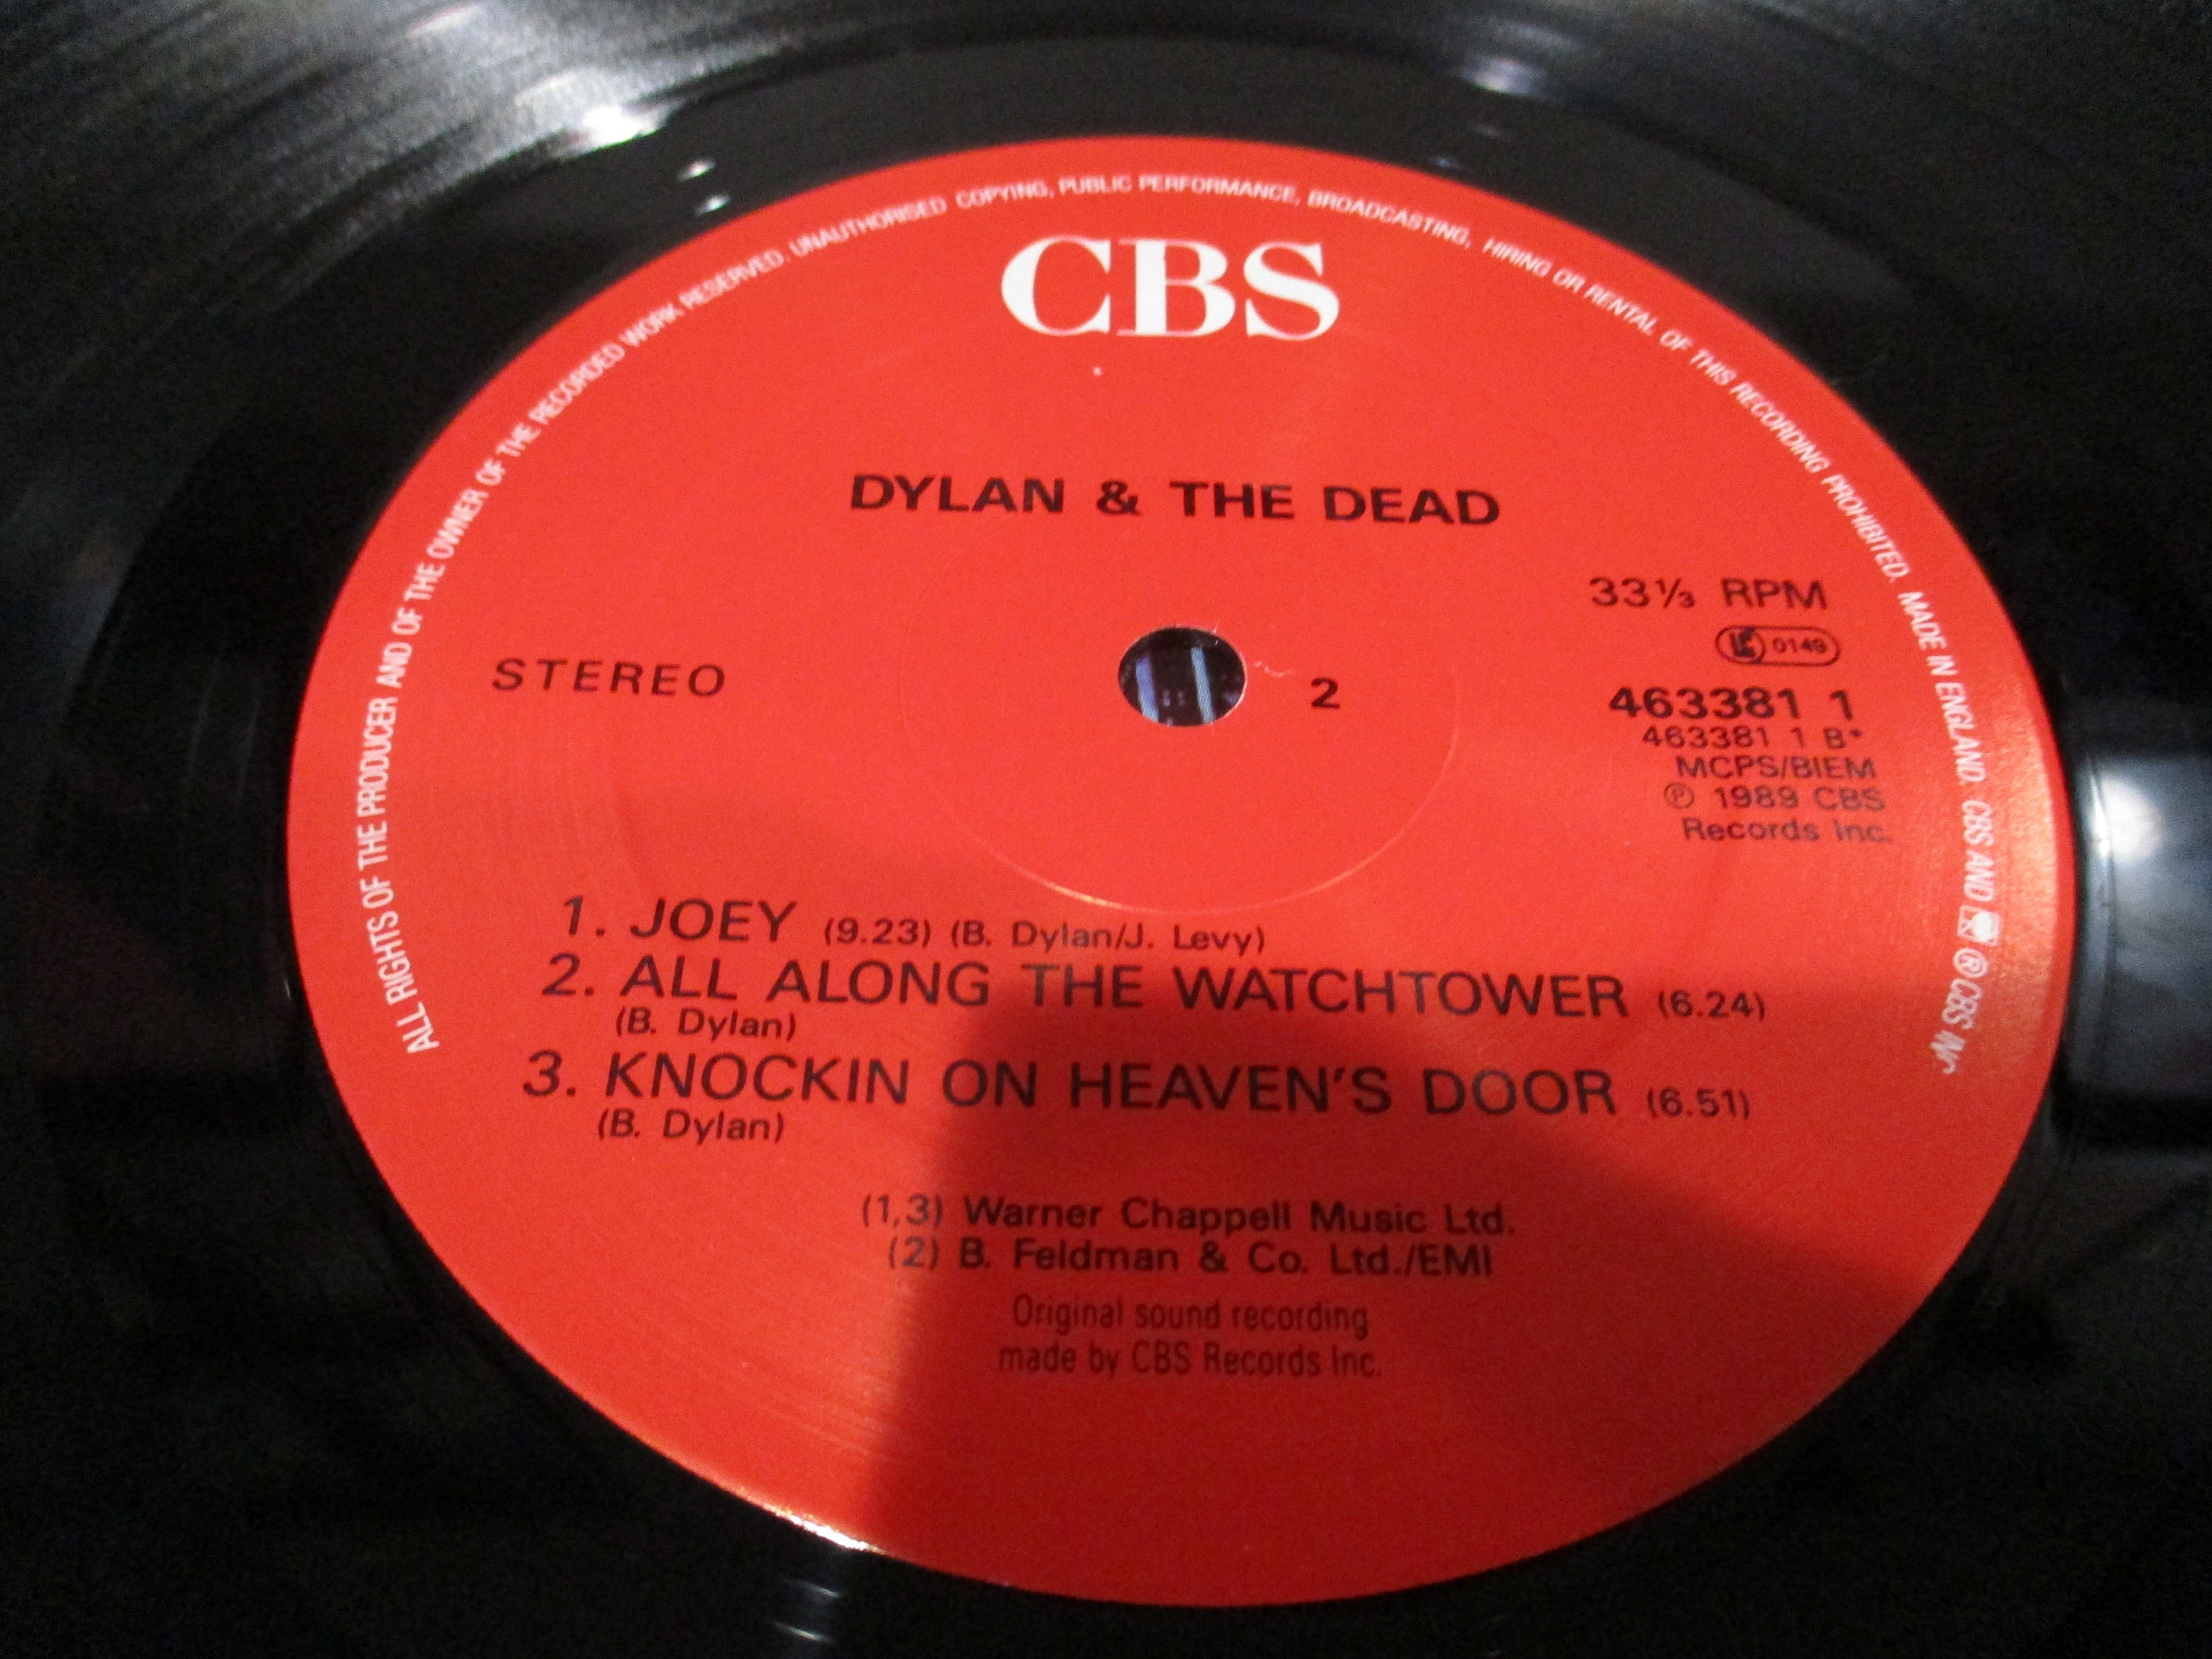 ALL RIGHTS OF THE PRODUCER AND OF THE OWNER OF THE RECORDED WORK RESERVED. UNAUTHORISED COPYING, PUBLIC PERFORMANCE, BROADCASTING, HIRING OR RENTAL OF THIS RECORDING PROHIBITED. MADE IN ENGLAND. CBS AND ® CBS IN
CBS
DYLAN & THE DEAD
33⅓ RPM
0149
STEREO
2
463381 1
463381 1 B*
MCPS/BIEM
℗ 1989 CBS
Records Inc.
1. JOEY (9.23) (B. Dylan/J. Levy)
2. ALL ALONG THE WATCHTOWER (6.24)
(B. Dylan)
3. KNOCKIN ON HEAVEN'S DOOR (6.51)
(B. Dylan)
(1,3) Warner Chappell Music Ltd.
(2) B. Feldman & Co. Ltd./EMI
Original sound recording
made by CBS Records Inc.